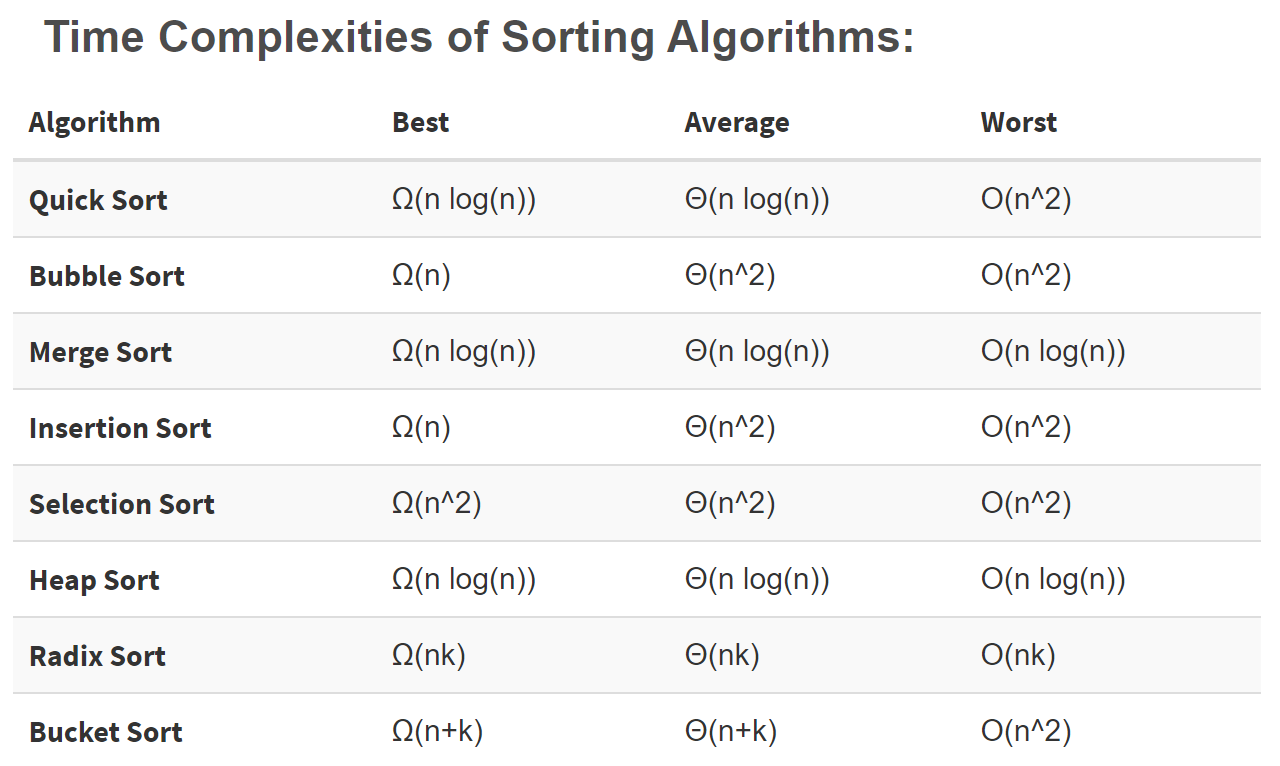 Time Complexities of Sorting Algorithms:
Algorithm Best Average Worst
Quick Sort Ω(n log(n)) Θ(n log(n)) O(n^2)
Bubble Sort Ω(n) Θ(n^2) O(n^2)
Merge Sort Ω(n log(n)) Θ(n log(n)) O(n log(n))
Insertion Sort Ω(n) Θ(n^2) O(n^2)
Selection Sort Ω(n^2) Θ(n^2) O(n^2)
Heap Sort Ω(n log(n)) Θ(n log(n)) O(n log(n))
Radix Sort Ω(nk) Θ(nk) O(nk)
Bucket Sort Ω(n+k) Θ(n+k) O(n^2)